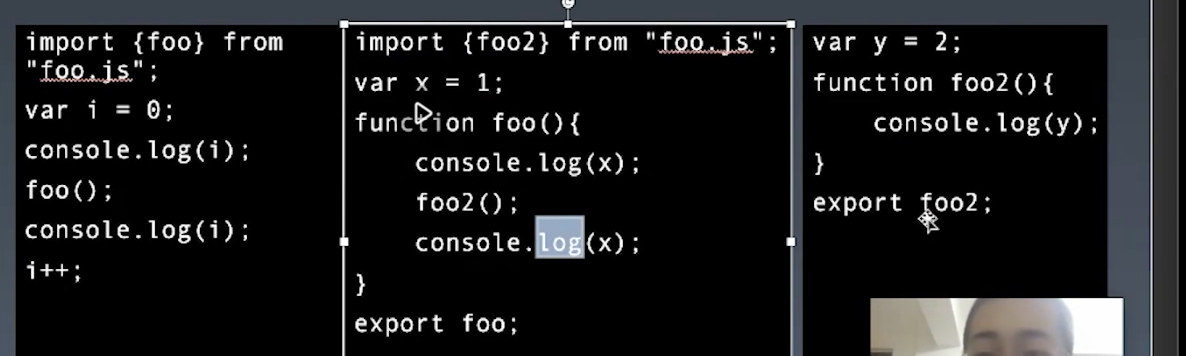 import {foo} from
"foo.js";
var i = 0;
console.log(i);
foo();
console.log(i);
i++;
import {foo2} from "foo.js";
var x = 1;
function foo(){
console.log(x);
foo2();
console.log(x);
}
export foo;
var y = 2;
function foo2(){
console.log(y);
}
export foo2;